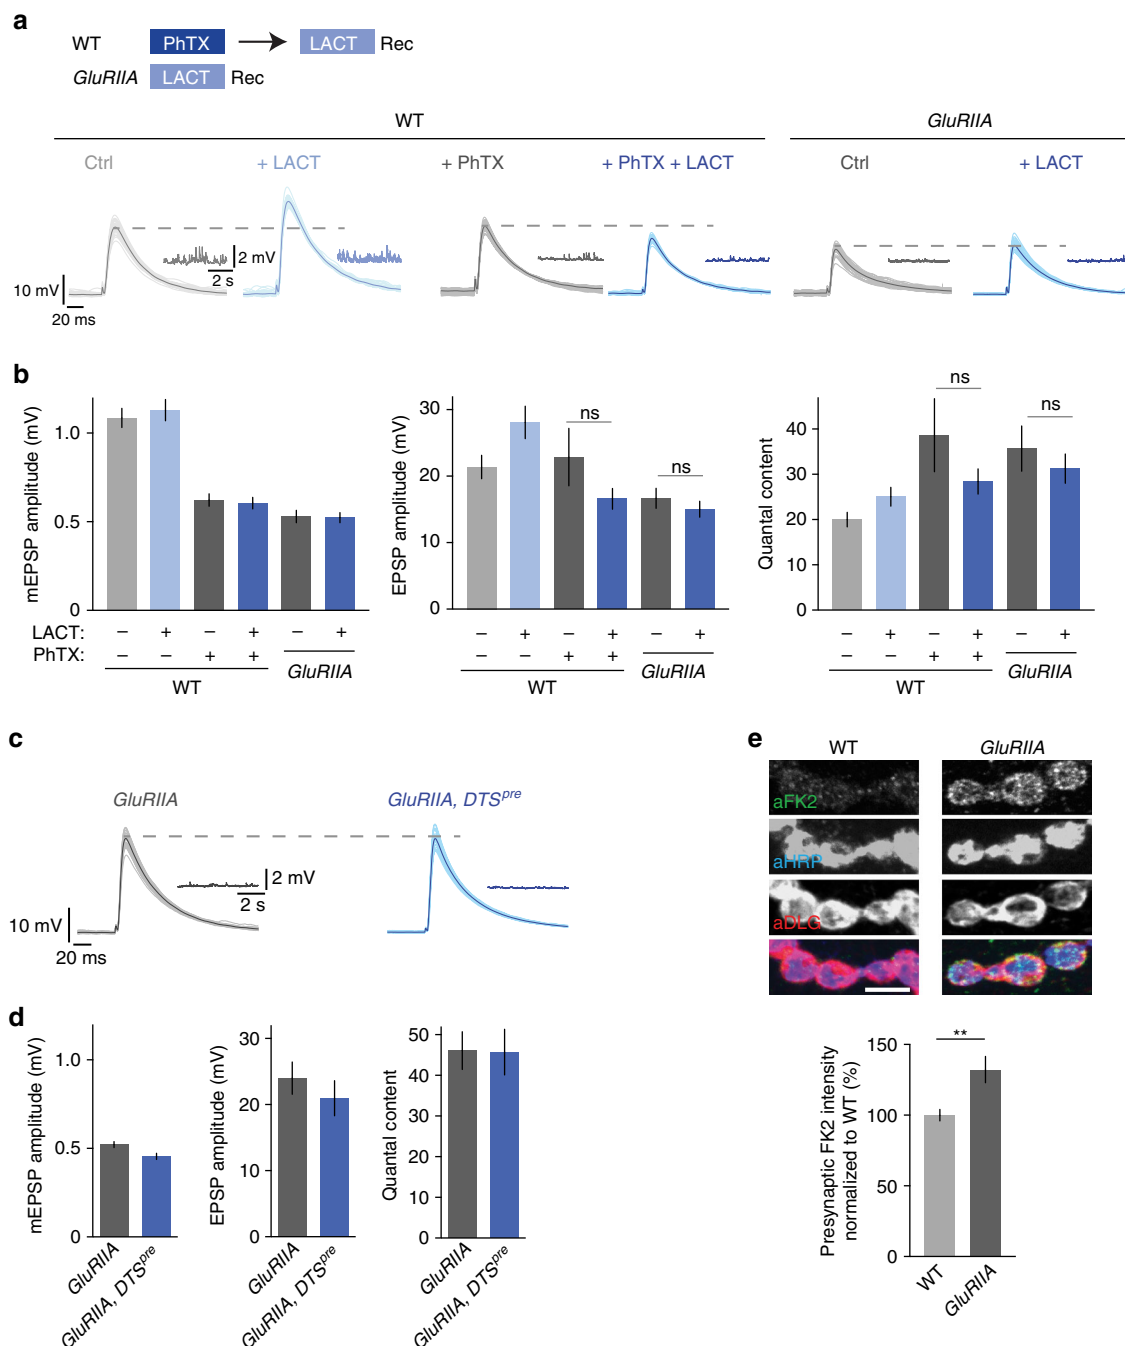 a
WT PhTX LACT Rec
GluRIIA LACT Rec
WT GluRIIA
Ctrl + LACT + PhTX + PhTX + LACT Ctrl + LACT
2 mV
2 s
10 mV
20 ms
b
mEPSP amplitude (mV)
1.0
0.5
0
EPSP amplitude (mV)
30
20
10
0
ns
ns
Quantal content
40
30
20
10
0
ns
ns
LACT: – + – + – + – + – + – + – + – + – +
PhTX: – – + + – – + + – – + +
GluRIIA GluRIIA GluRIIA
WT WT WT
c
GluRIIA GluRIIA, DTSpre
2 mV
2 s
10 mV
20 ms
d
mEPSP amplitude (mV)
1.0
0.5
0
GluRIIA
GluRIIA, DTSpre
EPSP amplitude (mV)
30
20
10
0
GluRIIA
GluRIIA, DTSpre
Quantal content
50
40
30
20
10
0
GluRIIA
GluRIIA, DTSpre
e
WT GluRIIA
aFK2
aHRP
aDLG
Presynaptic FK2 intensity
normalized to WT (%)
150
100
50
0
**
WT
GluRIIA